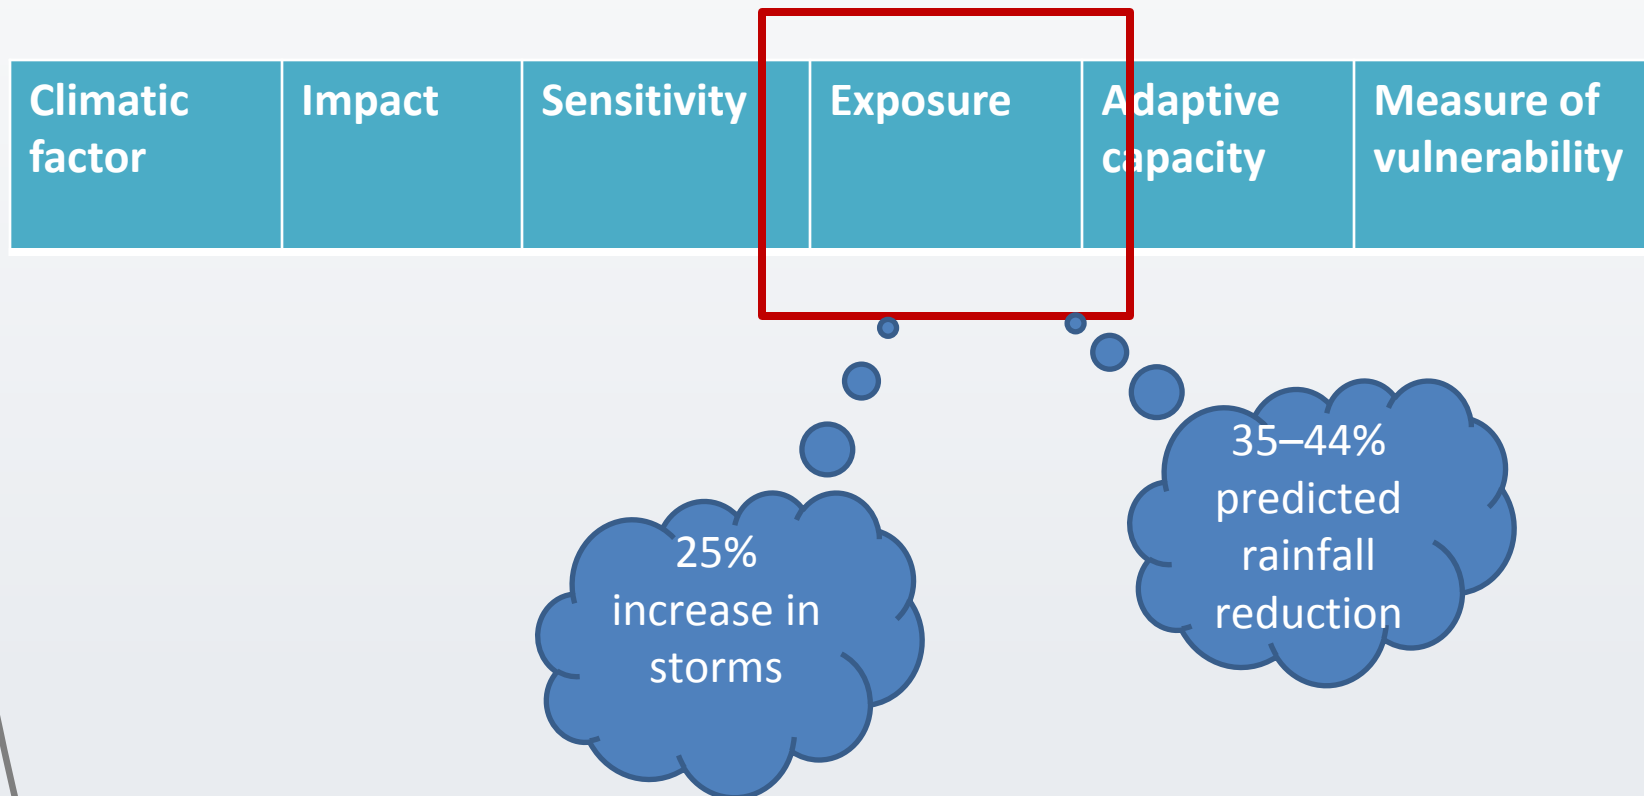 Climatic
factor
Impact
Sensitivity
Exposure
Adaptive
capacity
Measure of
vulnerability
25%
increase in
storms
35–44%
predicted
rainfall
reduction